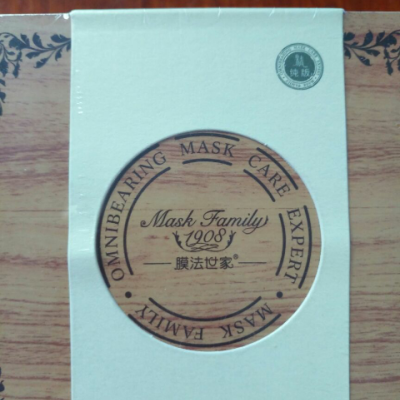 OMNIBEARING MASK CARE EXPERT
Mask Family
1908
膜法世家®
MASK FAMILY